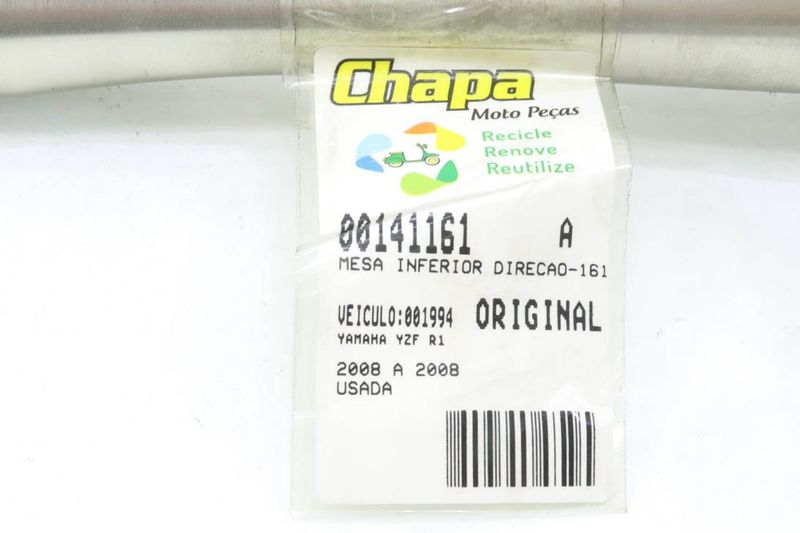 Chapa
Moto Peças
Recicle
Renove
Reutilize
00141161 A
MESA INFERIOR DIRECAO-161
VEICULO:001994 ORIGINAL
YAMAHA YZF R1
2008 A 2008
USADA